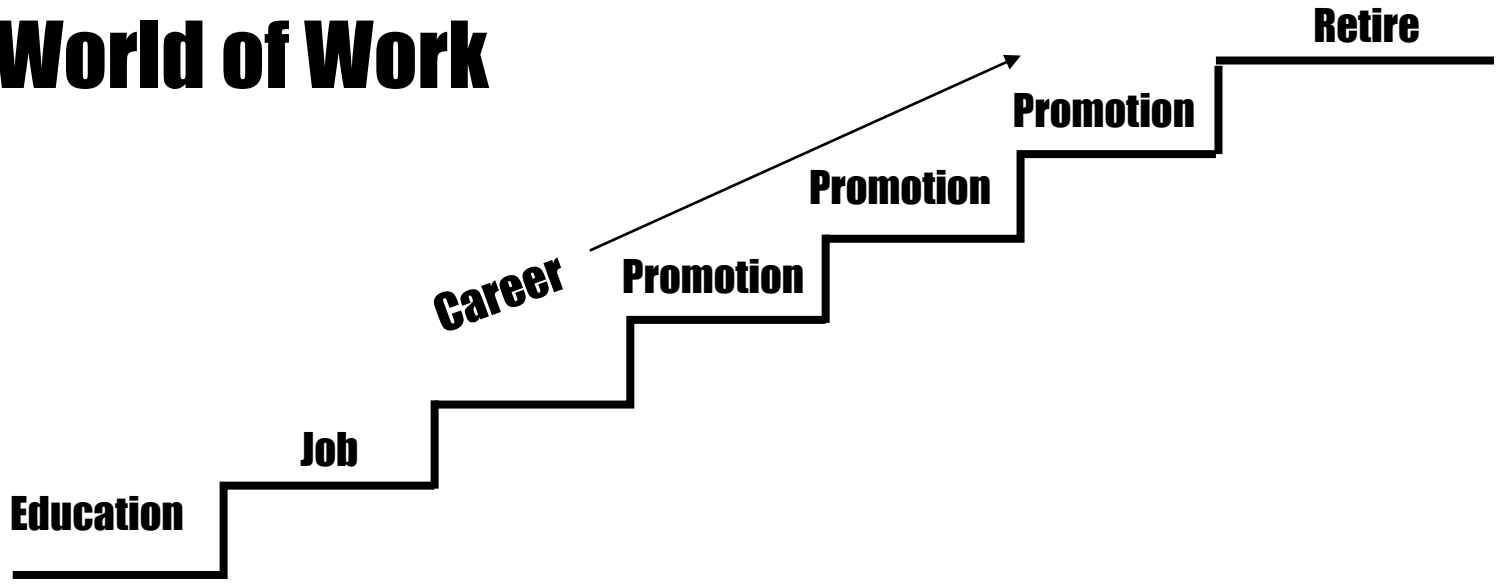 World of Work
Retire
Promotion
Promotion
Promotion
Career
Job
Education